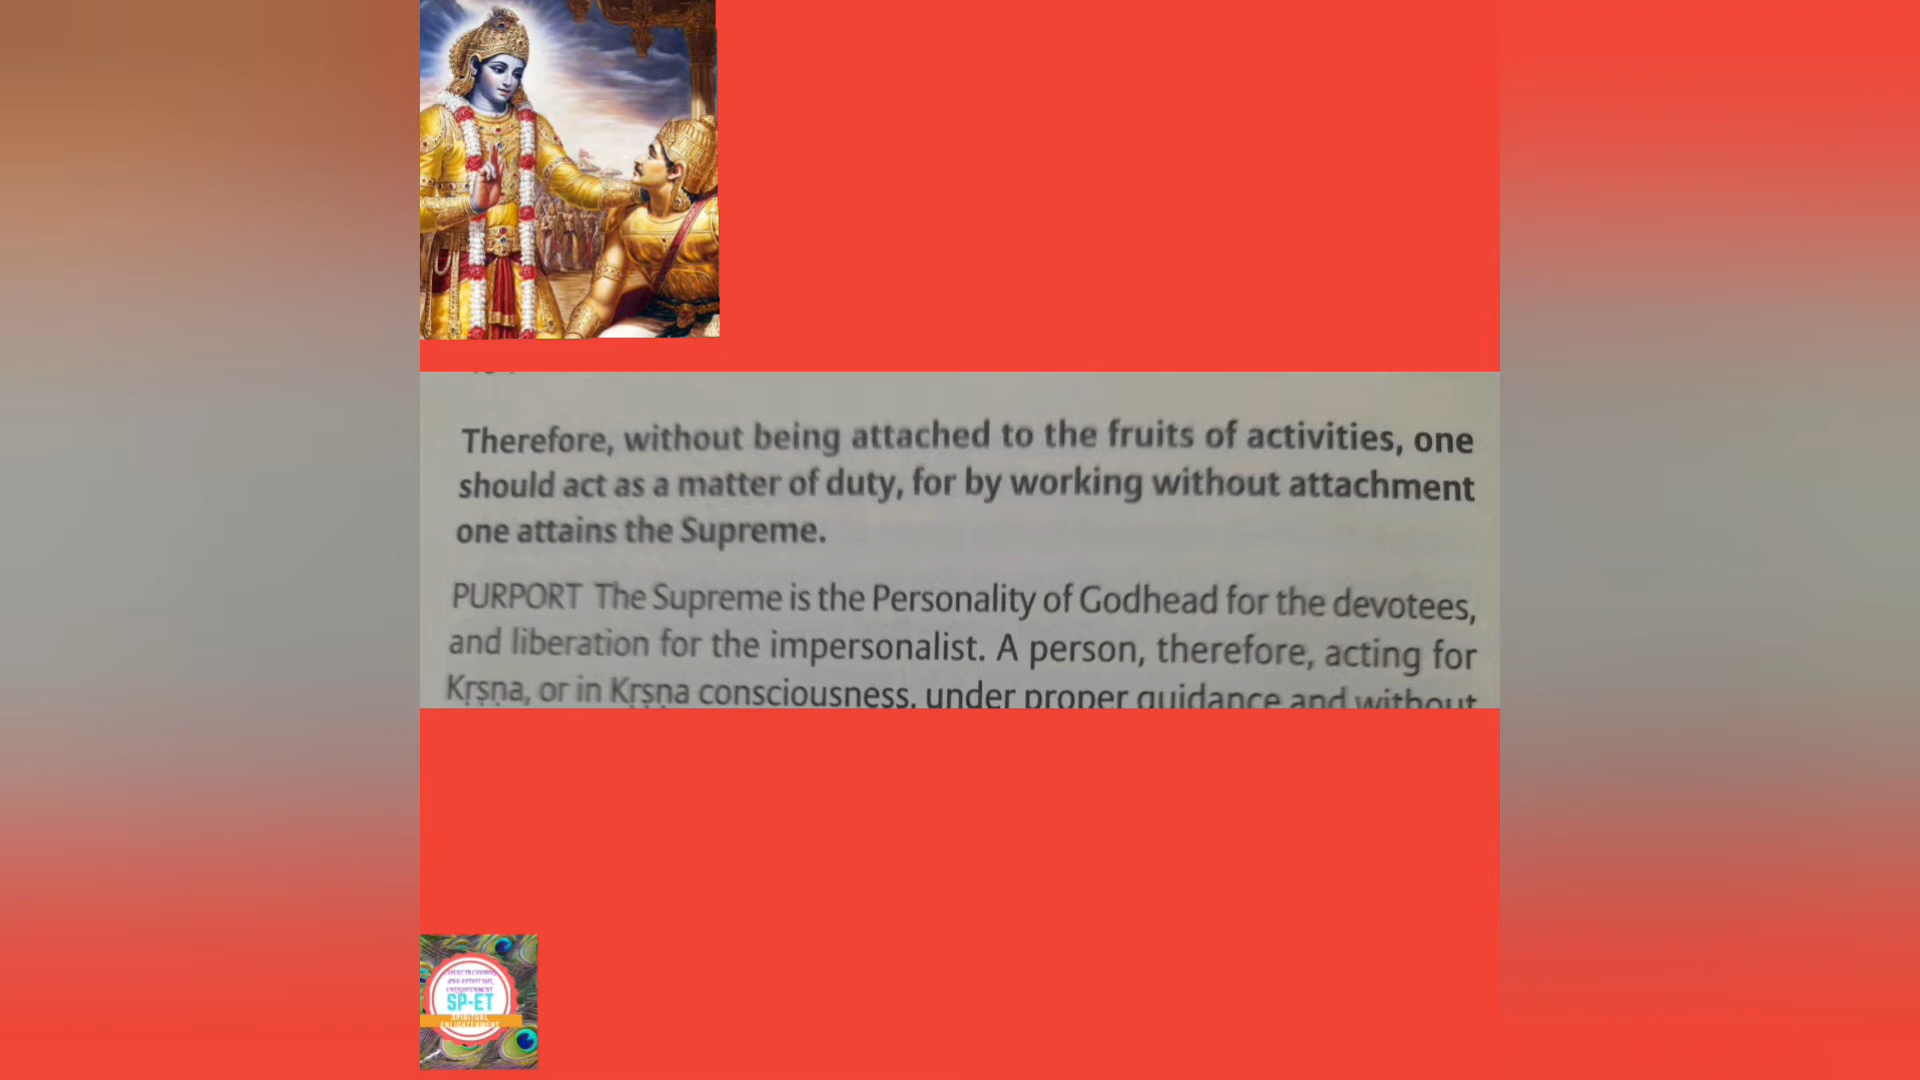 Therefore, without being attached to the fruits of activities, one
should act as a matter of duty, for by working without attachment
one attains the Supreme.
PURPORT The Supreme is the Personality of Godhead for the devotees,
and liberation for the impersonalist. A person, therefore, acting for
Kṛṣṇa, or in Kṛṣṇa consciousness, under proper guidance and without
SP-ET
SPIRITUAL
ENLIGHTENMENT